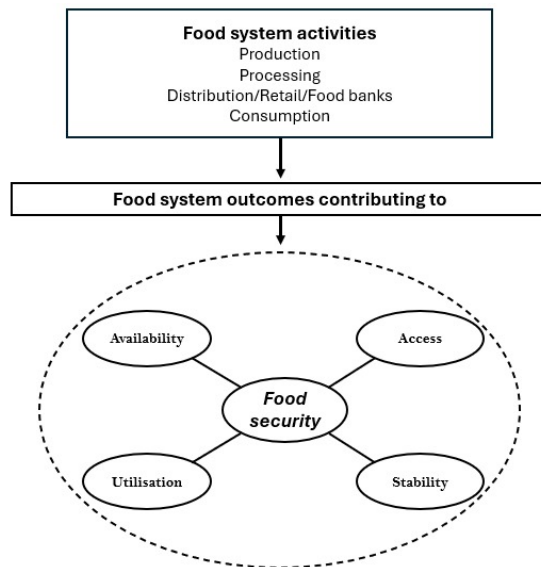 Food system activities
Production
Processing
Distribution/Retail/Food banks
Consumption
Food system outcomes contributing to
Availability
Access
Food
security
Utilisation
Stability